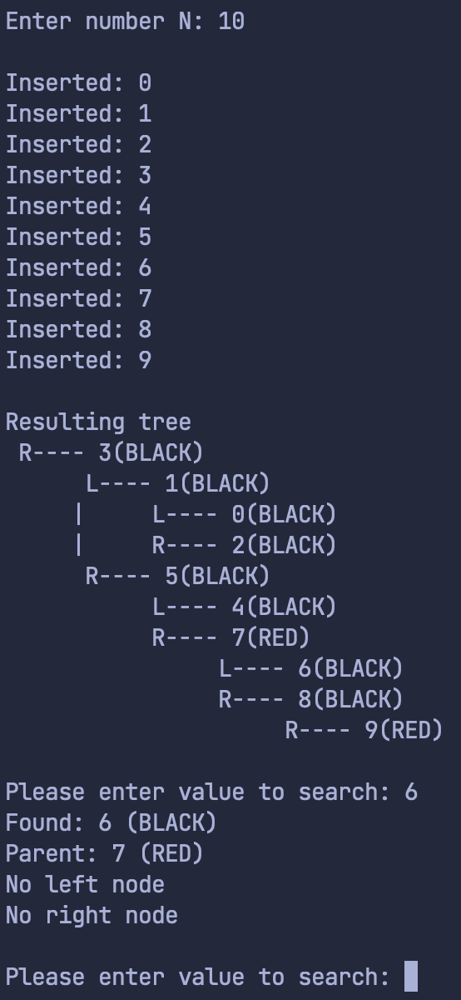 Enter number N: 10

Inserted: 0
Inserted: 1
Inserted: 2
Inserted: 3
Inserted: 4
Inserted: 5
Inserted: 6
Inserted: 7
Inserted: 8
Inserted: 9

Resulting tree
 R---- 3(BLACK)
      L---- 1(BLACK)
     |     L---- 0(BLACK)
     |     R---- 2(BLACK)
      R---- 5(BLACK)
           L---- 4(BLACK)
           R---- 7(RED)
                L---- 6(BLACK)
                R---- 8(BLACK)
                     R---- 9(RED)

Please enter value to search: 6
Found: 6 (BLACK)
Parent: 7 (RED)
No left node
No right node

Please enter value to search: